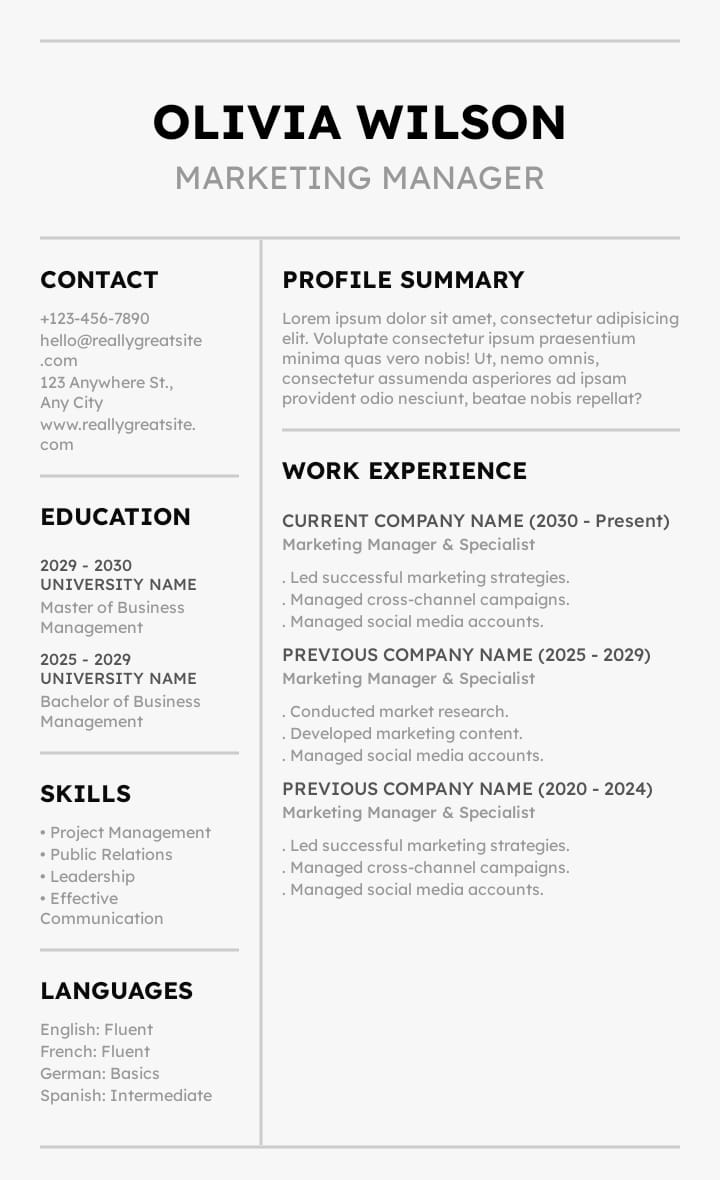 OLIVIA WILSON
MARKETING MANAGER
CONTACT
+123-456-7890
hello@reallygreatsite
.com
123 Anywhere St.,
Any City
www.reallygreatsite.
com
EDUCATION
2029 - 2030
UNIVERSITY NAME
Master of Business
Management
2025 - 2029
UNIVERSITY NAME
Bachelor of Business
Management
SKILLS
• Project Management
• Public Relations
• Leadership
• Effective
Communication
LANGUAGES
English: Fluent
French: Fluent
German: Basics
Spanish: Intermediate
PROFILE SUMMARY
Lorem ipsum dolor sit amet, consectetur adipisicing
elit. Voluptate consectetur ipsum praesentium
minima quas vero nobis! Ut, nemo omnis,
consectetur assumenda asperiores ad ipsam
provident odio nesciunt, beatae nobis repellat?
WORK EXPERIENCE
CURRENT COMPANY NAME (2030 - Present)
Marketing Manager & Specialist
. Led successful marketing strategies.
. Managed cross-channel campaigns.
. Managed social media accounts.
PREVIOUS COMPANY NAME (2025 - 2029)
Marketing Manager & Specialist
. Conducted market research.
. Developed marketing content.
. Managed social media accounts.
PREVIOUS COMPANY NAME (2020 - 2024)
Marketing Manager & Specialist
. Led successful marketing strategies.
. Managed cross-channel campaigns.
. Managed social media accounts.